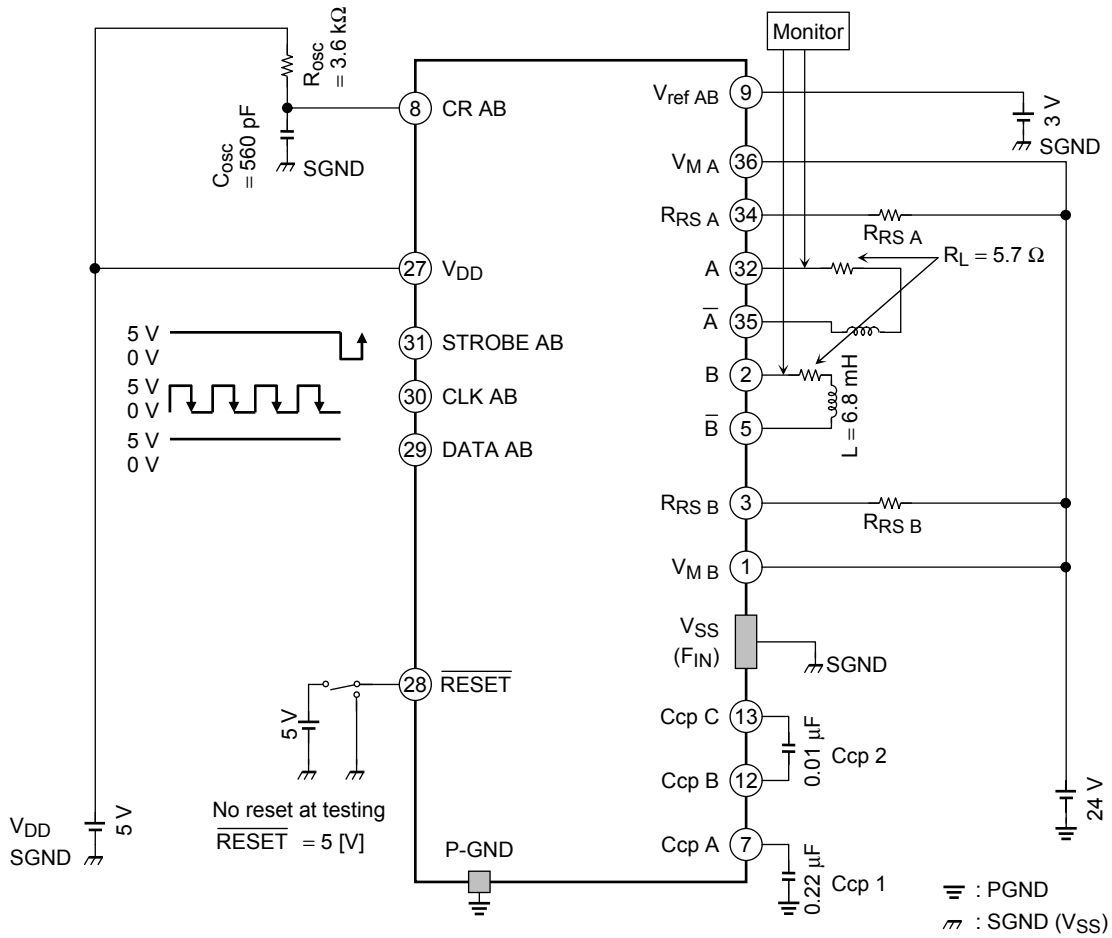 Monitor
Rosc
= 3.6 kΩ
Cosc
= 560 pF
SGND
8
CR AB
Vref AB
9
3 V
SGND
VM A
36
RRS A
34
RRS A
A
32
RL = 5.7 Ω
27
VDD
A̅
35
5 V
0 V
31
STROBE AB
B
2
5 V
0 V
30
CLK AB
B̅
5
L = 6.8 mH
5 V
0 V
29
DATA AB
RRS B
3
RRS B
VM B
1
VSS
(FIN)
SGND
28
R̅E̅S̅E̅T̅
5 V
Ccp C
13
0.01 μF
Ccp 2
Ccp B
12
No reset at testing
R̅E̅S̅E̅T̅ = 5 [V]
VDD
SGND
5 V
24 V
P-GND
Ccp A
7
0.22 μF
Ccp 1
: PGND
: SGND (VSS)